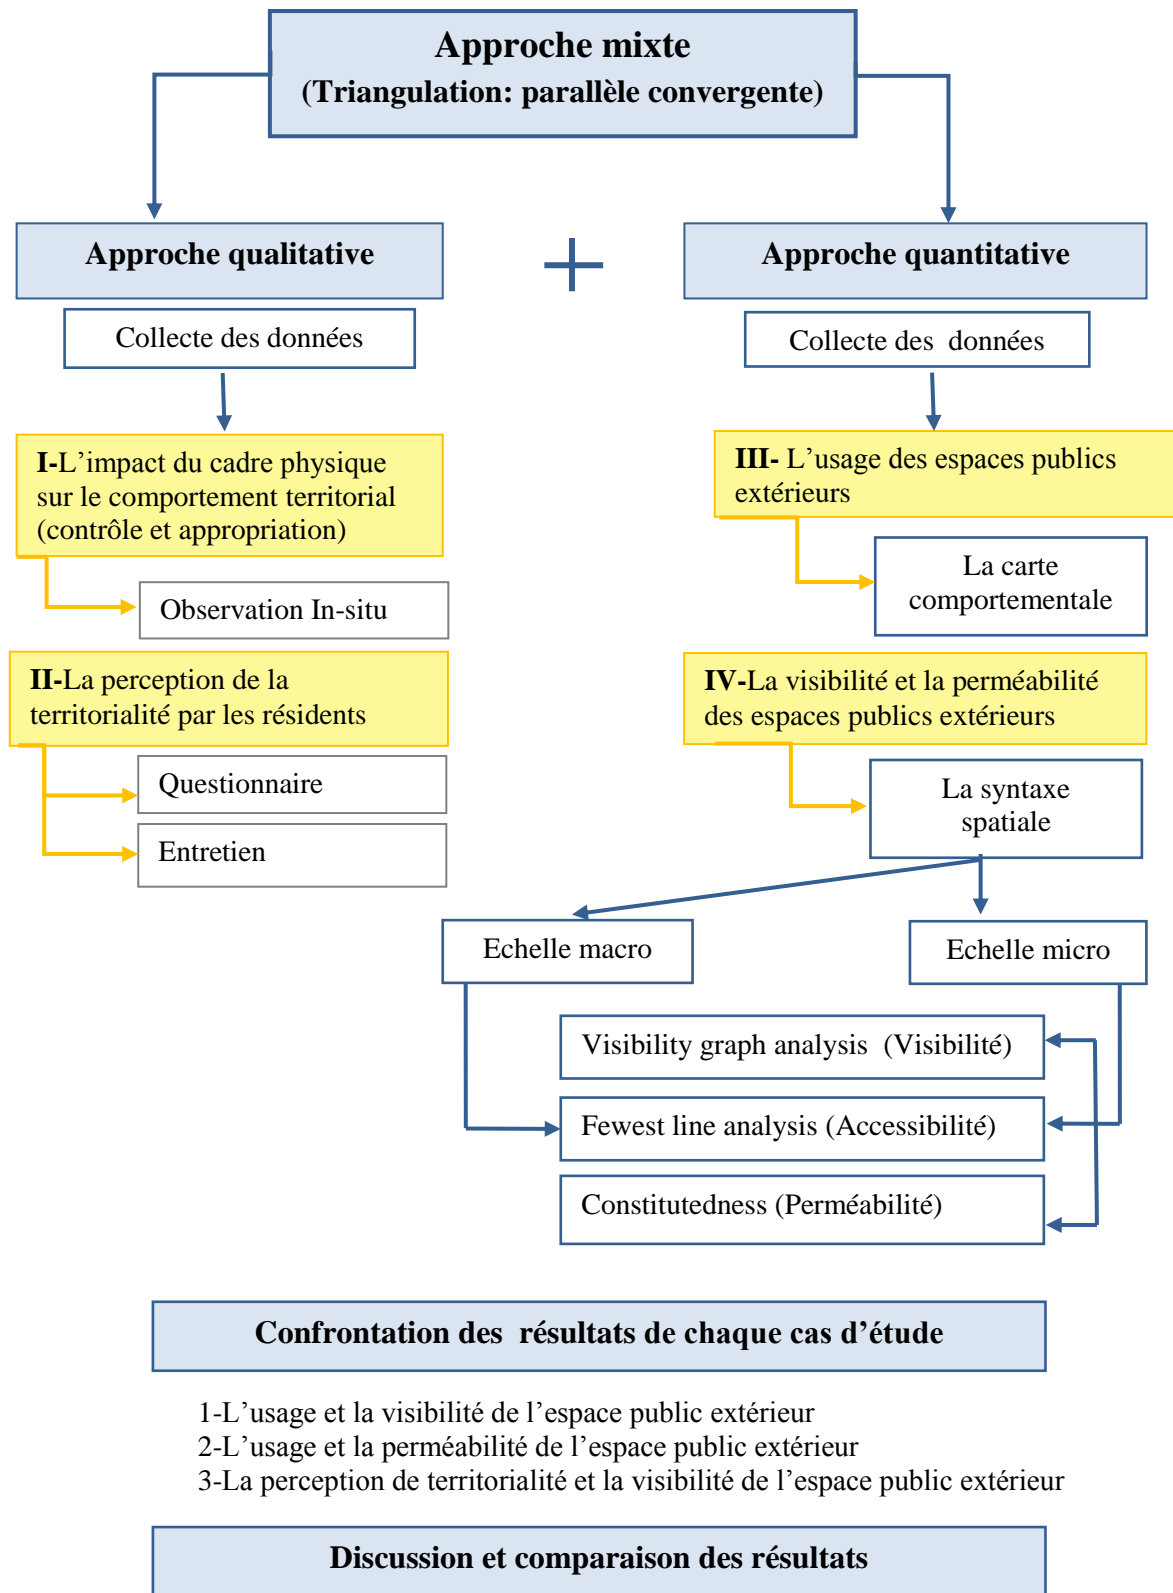 Approche mixte
(Triangulation: parallèle convergente)
Approche qualitative
Collecte des données
I-L’impact du cadre physique
sur le comportement territorial
(contrôle et appropriation)
Observation In-situ
II-La perception de la
territorialité par les résidents
Questionnaire
Entretien
Approche quantitative
Collecte des données
III- L’usage des espaces publics
extérieurs
La carte
comportementale
IV-La visibilité et la perméabilité
des espaces publics extérieurs
La syntaxe
spatiale
Echelle macro
Echelle micro
Visibility graph analysis (Visibilité)
Fewest line analysis (Accessibilité)
Constitutedness (Perméabilité)
Confrontation des résultats de chaque cas d’étude
1-L’usage et la visibilité de l’espace public extérieur
2-L’usage et la perméabilité de l’espace public extérieur
3-La perception de territorialité et la visibilité de l’espace public extérieur
Discussion et comparaison des résultats